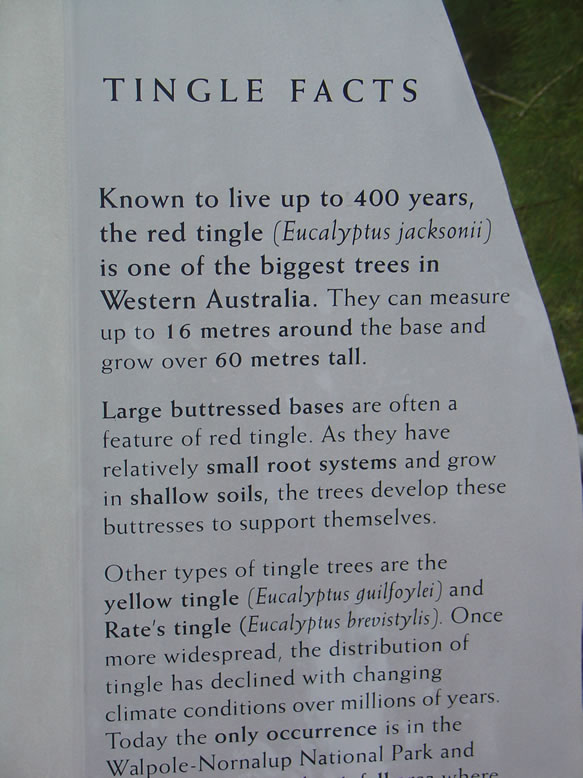 TINGLE FACTS
Known to live up to 400 years,
the red tingle (Eucalyptus jacksonii)
is one of the biggest trees in
Western Australia. They can measure
up to 16 metres around the base and
grow over 60 metres tall.
Large buttressed bases are often a
feature of red tingle. As they have
relatively small root systems and grow
in shallow soils, the trees develop these
buttresses to support themselves.
Other types of tingle trees are the
yellow tingle (Eucalyptus guilfoylei) and
Rate's tingle (Eucalyptus brevistylis). Once
more widespread, the distribution of
tingle has declined with changing
climate conditions over millions of years.
Today the only occurrence is in the
Walpole-Nornalup National Park and
where